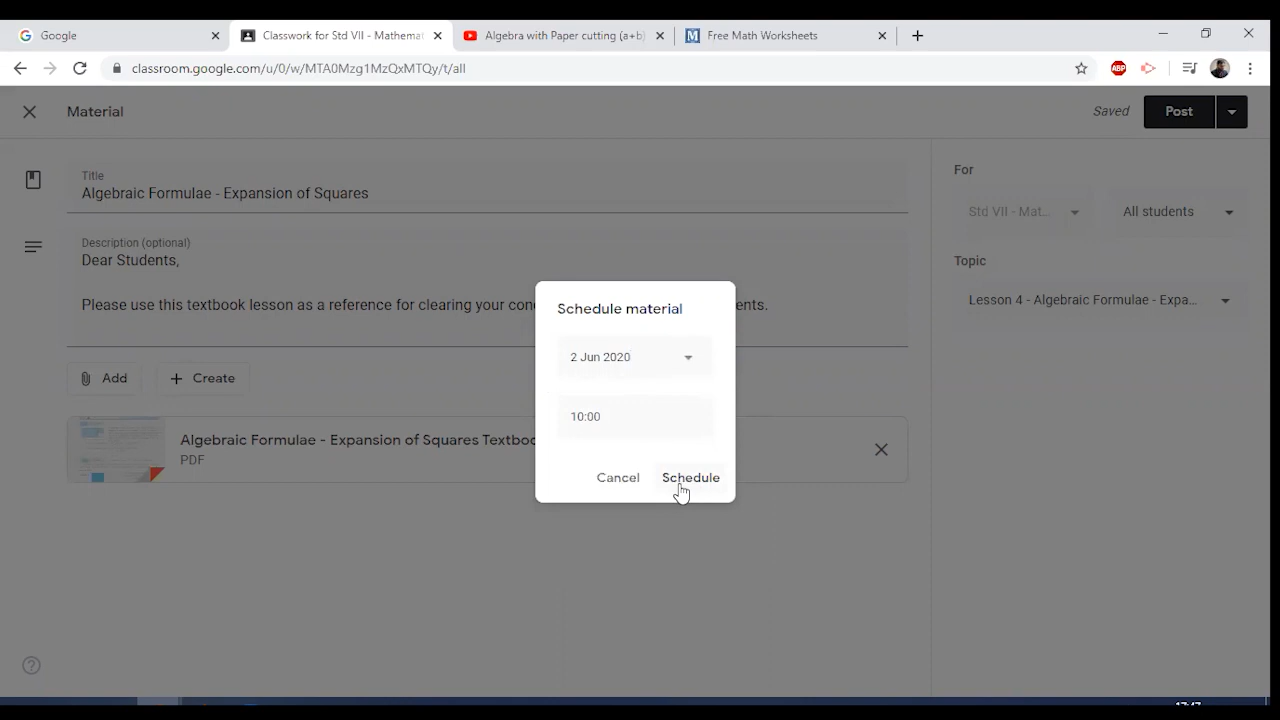 Google
Classwork for Std VII - Mathemat
Algebra with Paper cutting (a+b)
M Free Math Worksheets
classroom.google.com/u/0/w/MTA0Mzg1MzQxMTQy/t/all
ABP
Material
Saved
Post
Title
Algebraic Formulae - Expansion of Squares
Description (optional)
Dear Students,
Please use this textbook lesson as a reference for clearing your con ents.
Add
Create
Algebraic Formulae - Expansion of Squares Textboo
PDF
Schedule material
2 Jun 2020
10:00
Cancel
Schedule
For
Std VII - Mat...
All students
Topic
Lesson 4 - Algebraic Formulae - Expa...